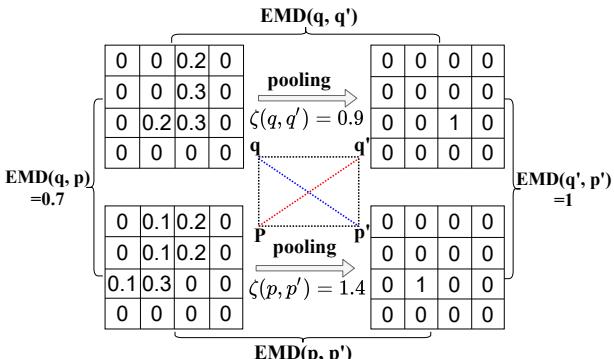 EMD(q, q')
0 0 0.2 0
0 0 0.3 0
0 0.2 0.3 0
0 0 0 0
pooling
ζ(q, q′) = 0.9
0 0 0 0
0 0 0 0
0 0 1 0
0 0 0 0
EMD(q, p)
=0.7
q q'
P p'
EMD(q', p')
=1
0 0.1 0.2 0
0 0.1 0.2 0
0.1 0.3 0 0
0 0 0 0
pooling
ζ(p, p′) = 1.4
0 0 0 0
0 0 0 0
0 1 0 0
0 0 0 0
EMD(p, p')